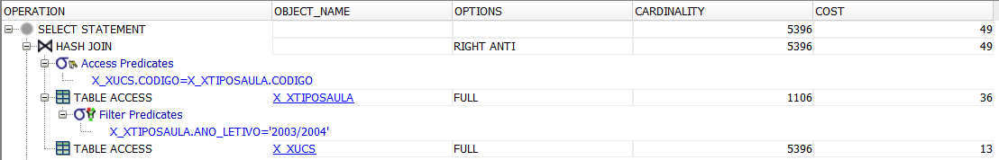 OPERATION OBJECT_NAME OPTIONS CARDINALITY COST
SELECT STATEMENT 5396 49
HASH JOIN RIGHT ANTI 5396 49
Access Predicates
X_XUCS.CODIGO=X_XTIPOSAULA.CODIGO
TABLE ACCESS X_XTIPOSAULA FULL 1106 36
Filter Predicates
X_XTIPOSAULA.ANO_LETIVO='2003/2004'
TABLE ACCESS X_XUCS FULL 5396 13